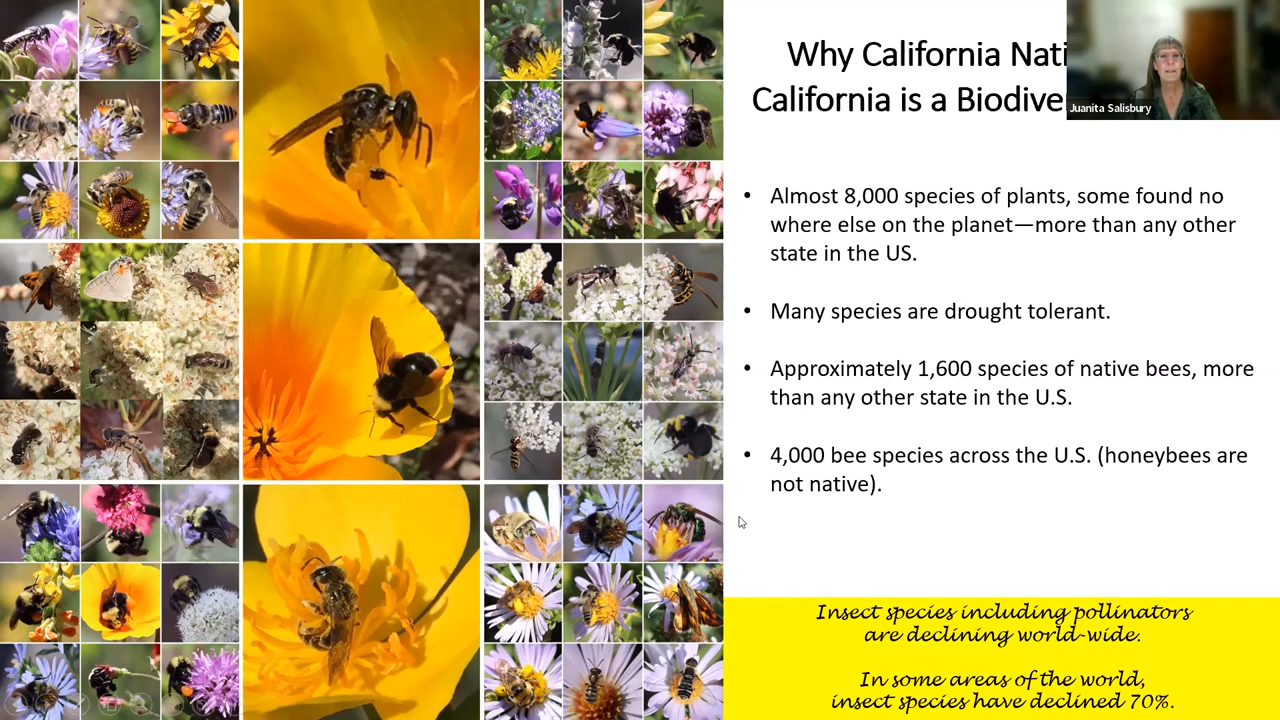 Why California Nati
California is a Biodive
Juanita Salisbury
• Almost 8,000 species of plants, some found no
where else on the planet—more than any other
state in the US.
• Many species are drought tolerant.
• Approximately 1,600 species of native bees, more
than any other state in the U.S.
• 4,000 bee species across the U.S. (honeybees are
not native).
Insect species including pollinators
are declining world-wide.
In some areas of the world,
insect species have declined 70%.